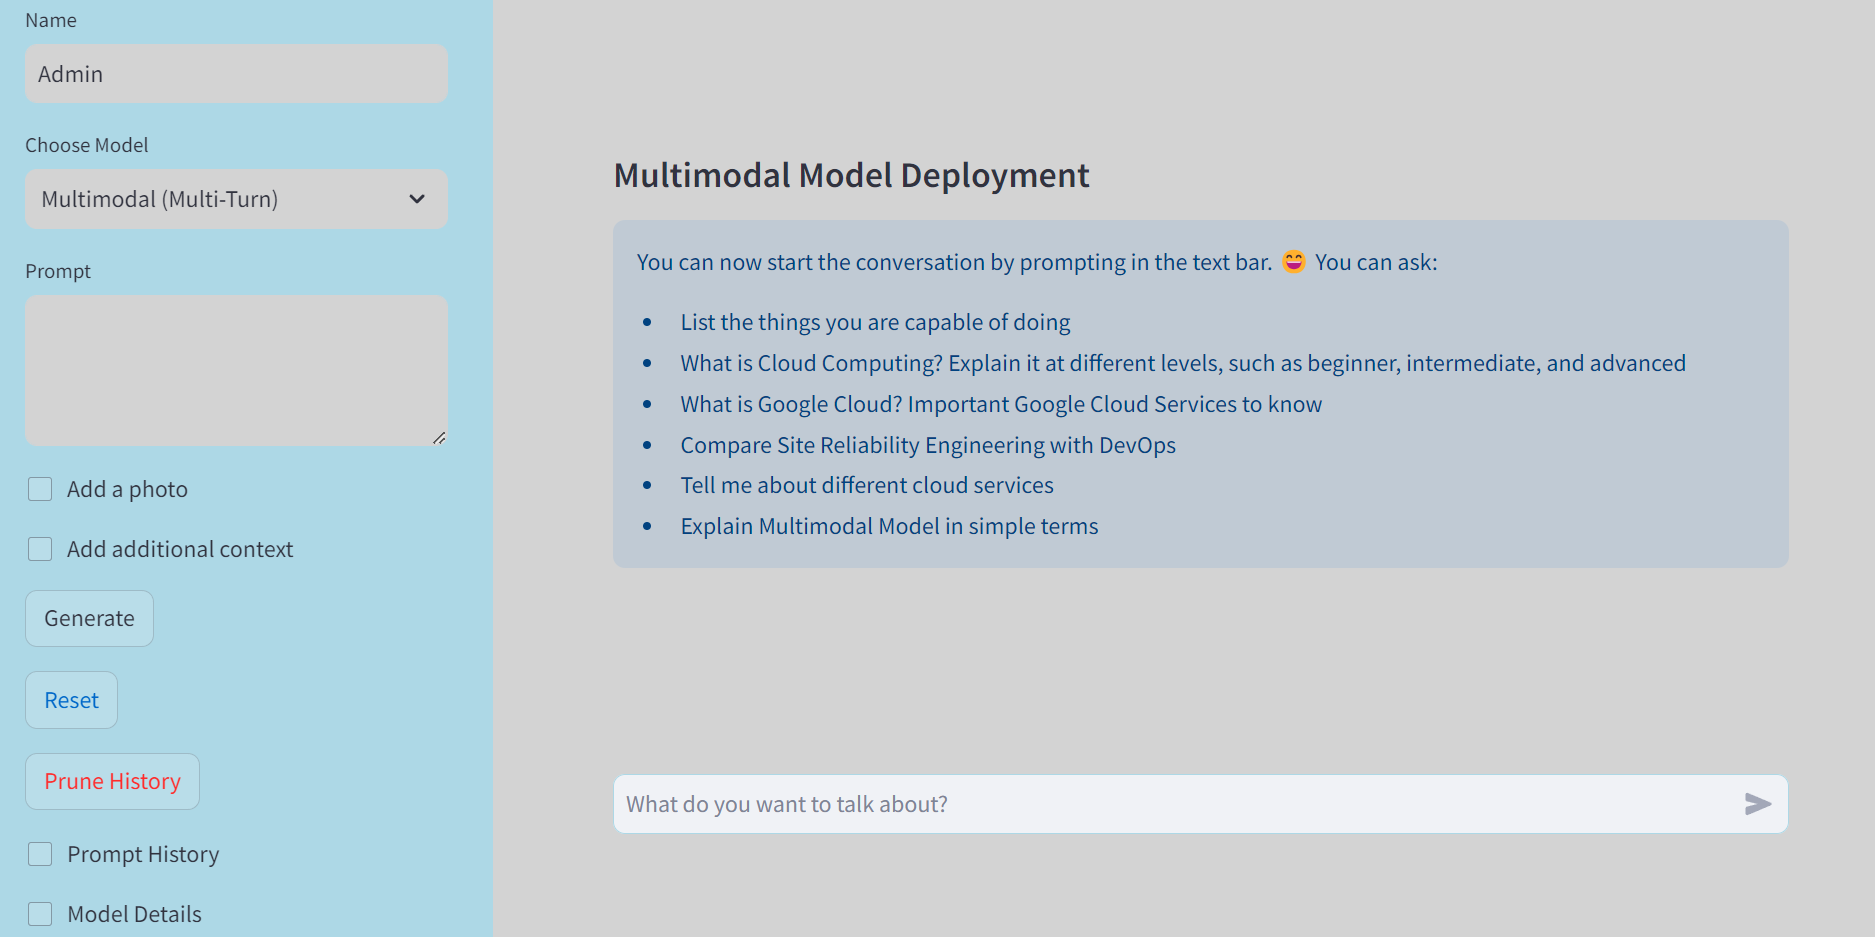 Name
Admin
Choose Model
Multimodal (Multi-Turn)
Prompt
Add a photo
Add additional context
Generate
Reset
Prune History
Prompt History
Model Details
Multimodal Model Deployment
You can now start the conversation by prompting in the text bar. 😄 You can ask:
• List the things you are capable of doing
• What is Cloud Computing? Explain it at different levels, such as beginner, intermediate, and advanced
• What is Google Cloud? Important Google Cloud Services to know
• Compare Site Reliability Engineering with DevOps
• Tell me about different cloud services
• Explain Multimodal Model in simple terms
What do you want to talk about?